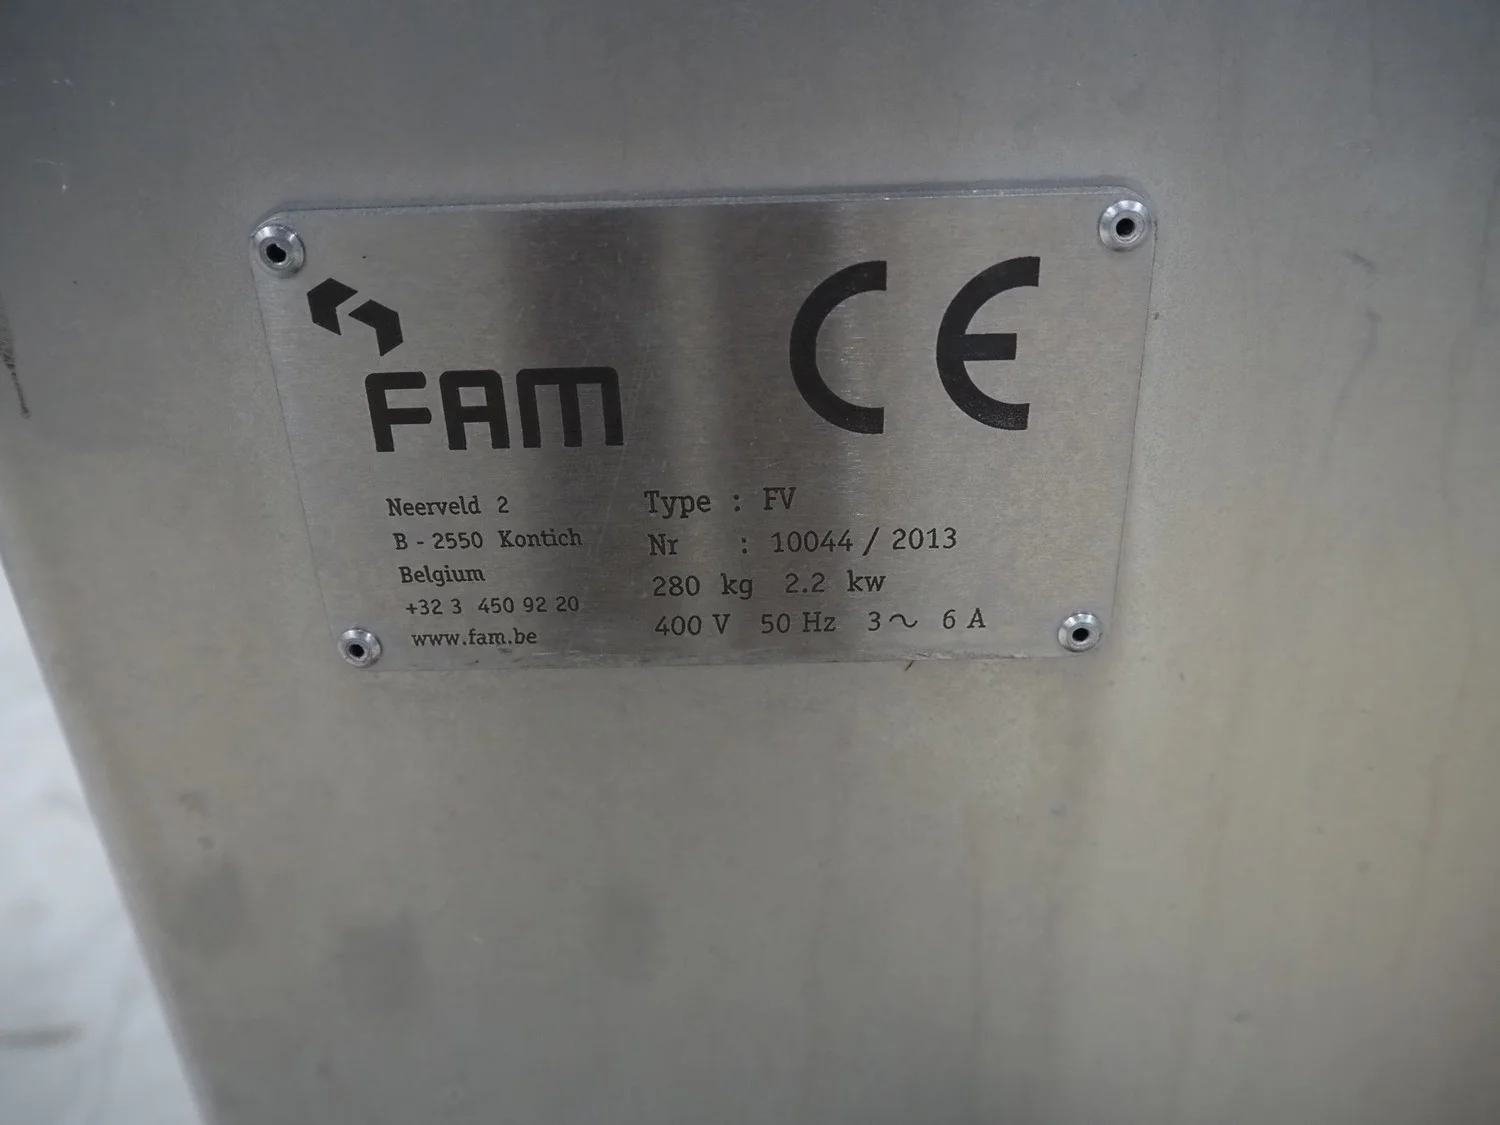 FAM
CE
Neerveld 2
B - 2550 Kontich
Belgium
+32 3 450 92 20
www.fam.be
Type : FV
Nr : 10044 / 2013
280 kg 2.2 kw
400 V 50 Hz 3~ 6 A